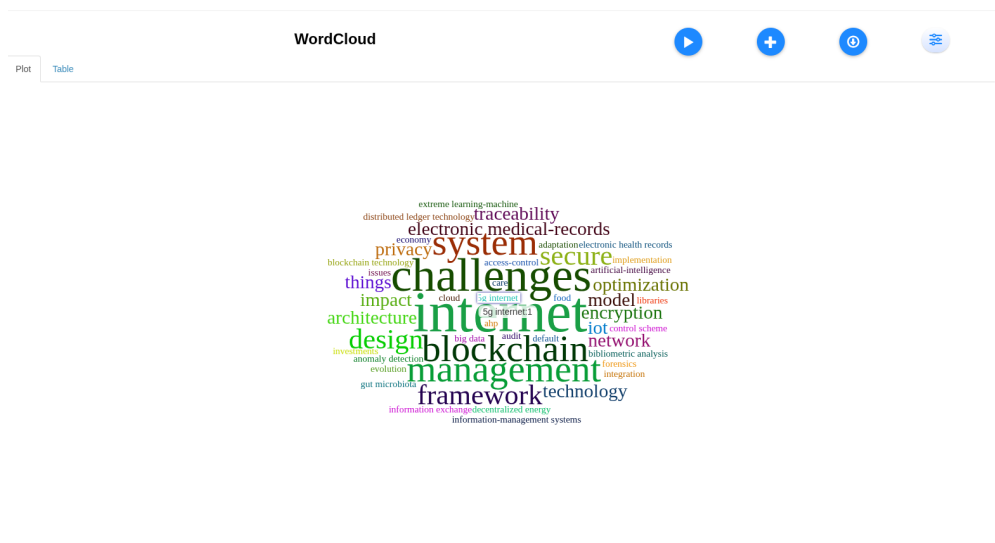 WordCloud
Plot
Table
extreme learning-machine
distributed ledger technology
traceability
electronic medical-records
economy
privacy
system
adaptation
electronic health records
secure
implementation
blockchain technology
issues
challenges
access-control
artificial-intelligence
things
care
optimization
impact
cloud
5g internet
food
model
libraries
internet
5g internet:1
encryption
architecture
ahp
iot
control scheme
design
big data
audit
default
network
investments
blockchain
bibliometric analysis
anomaly detection
forensics
evolution
management
integration
gut microbiota
framework
technology
information exchange
decentralized energy
information-management systems